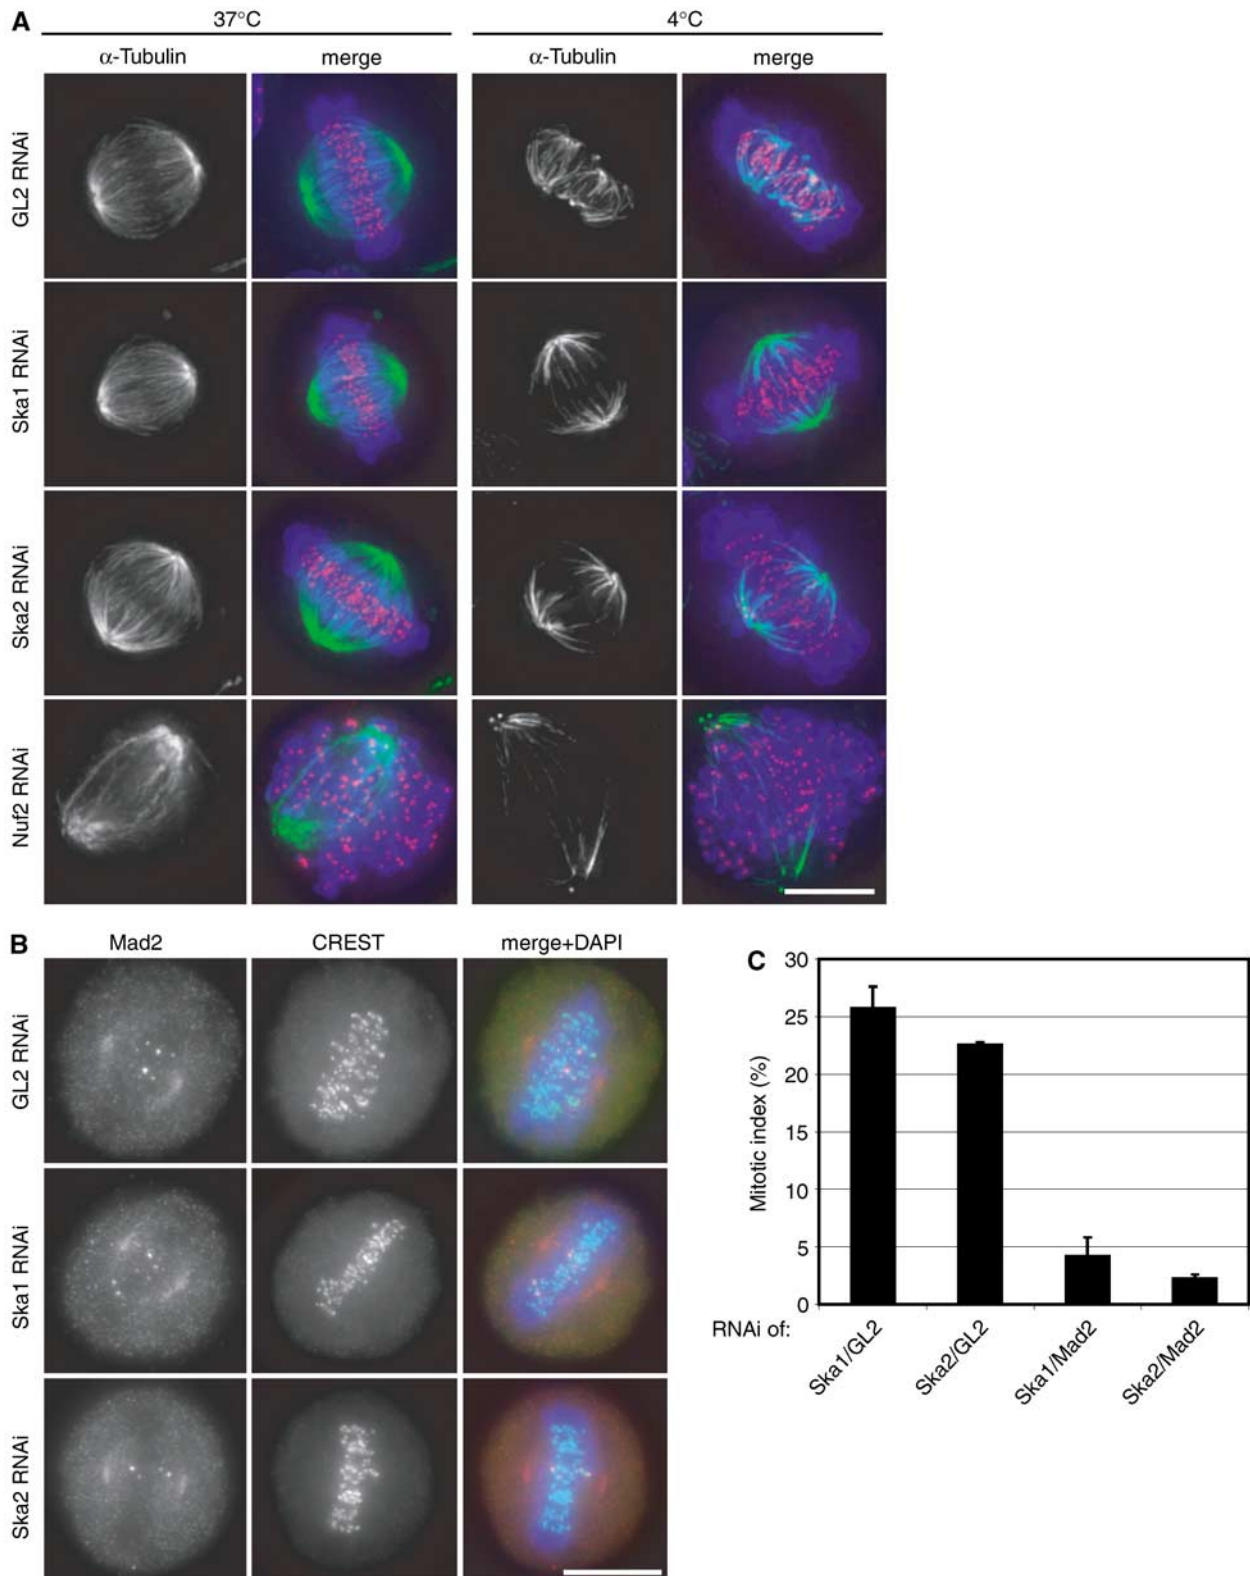 A
37°C
4°C
α-Tubulin
merge
α-Tubulin
merge
GL2 RNAi
Ska1 RNAi
Ska2 RNAi
Nuf2 RNAi
B
Mad2
CREST
merge+DAPI
GL2 RNAi
Ska1 RNAi
Ska2 RNAi
C
Mitotic index (%)
30
25
20
15
10
5
0
RNAi of:
Ska1/GL2
Ska2/GL2
Ska1/Mad2
Ska2/Mad2